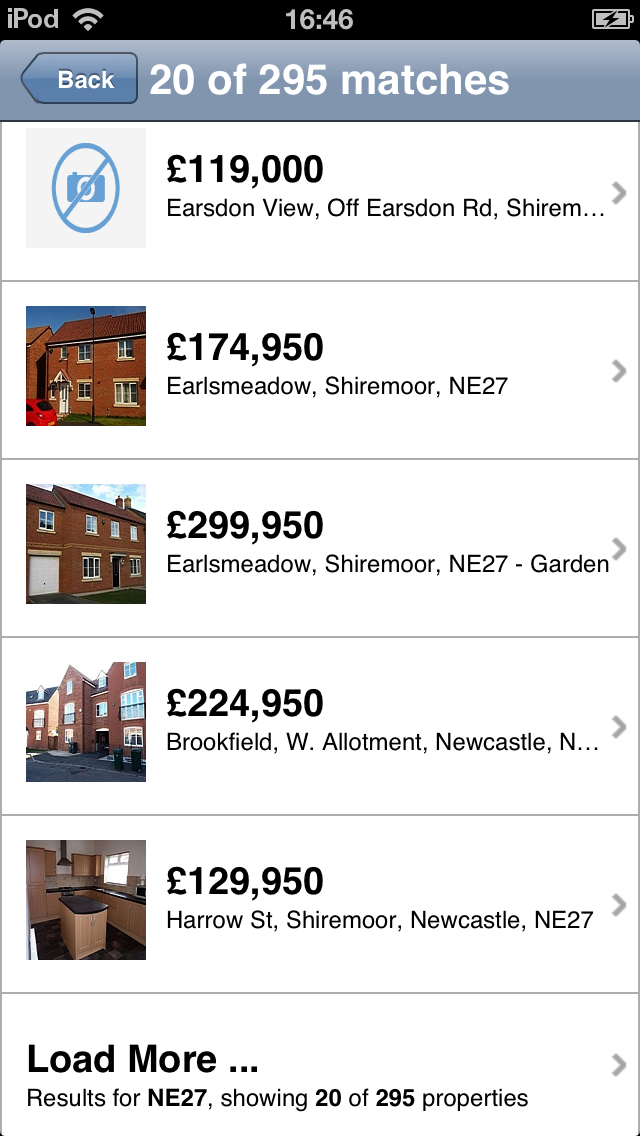 iPod 16:46
Back 20 of 295 matches
£119,000
Earsdon View, Off Earsdon Rd, Shirem...
£174,950
Earlsmeadow, Shiremoor, NE27
£299,950
Earlsmeadow, Shiremoor, NE27 - Garden
£224,950
Brookfield, W. Allotment, Newcastle, N...
£129,950
Harrow St, Shiremoor, Newcastle, NE27
Load More ...
Results for NE27, showing 20 of 295 properties